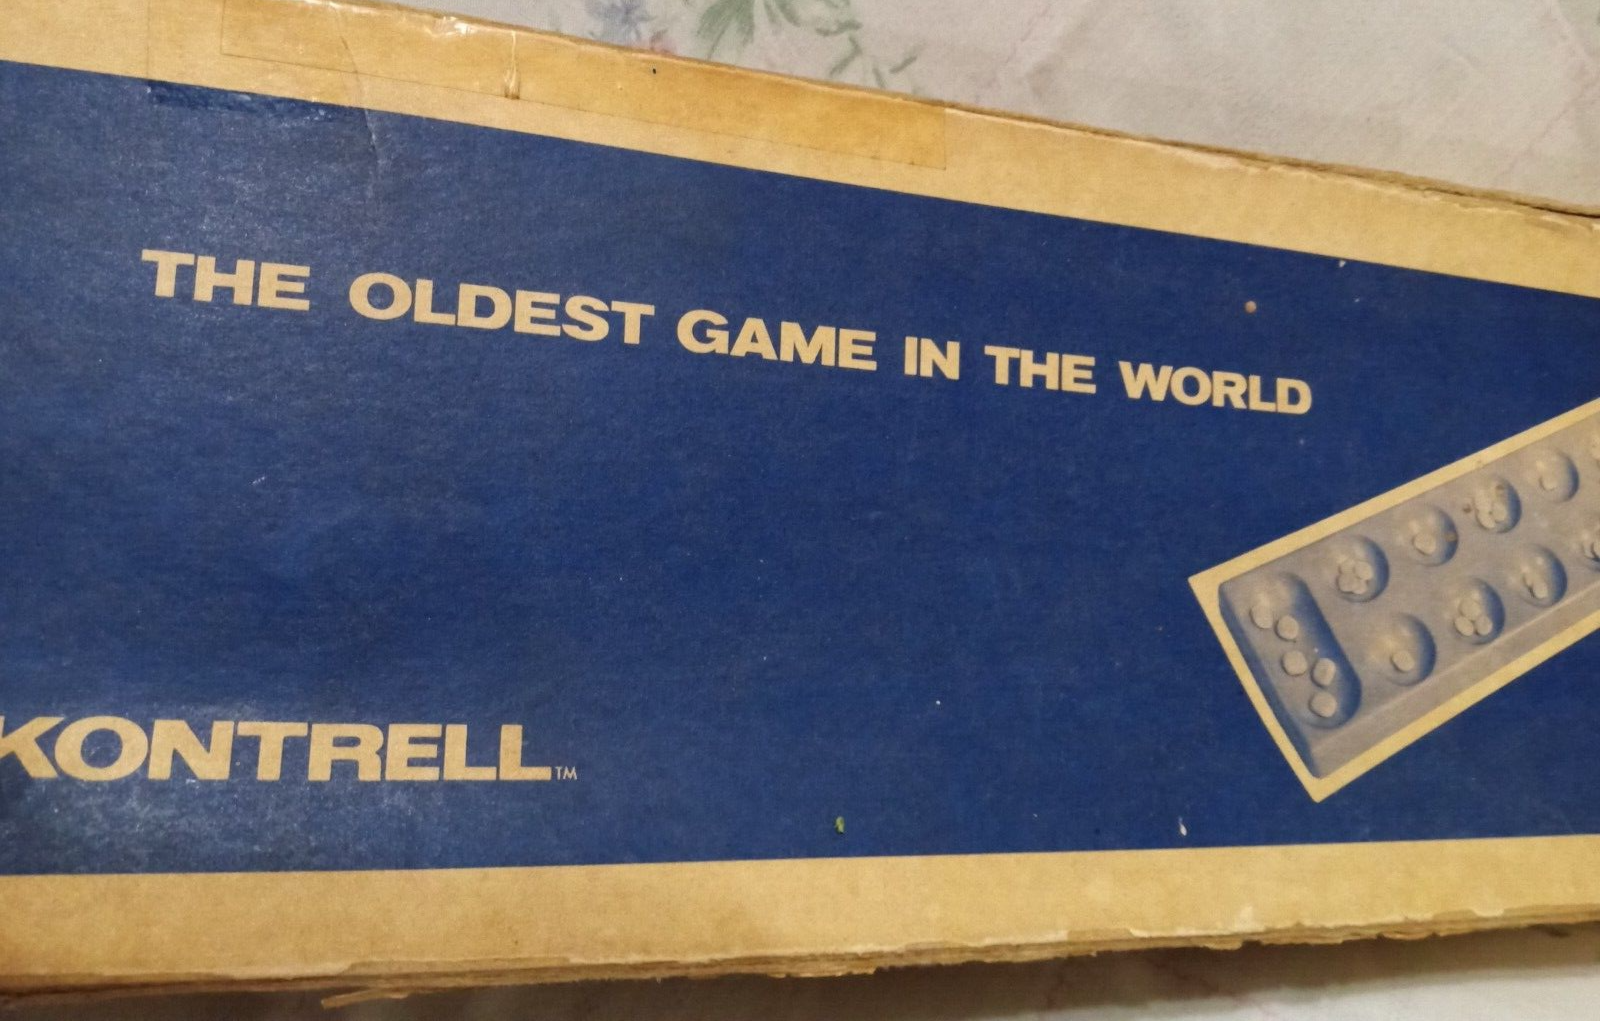 THE OLDEST GAME IN THE WORLD
KONTRELL™